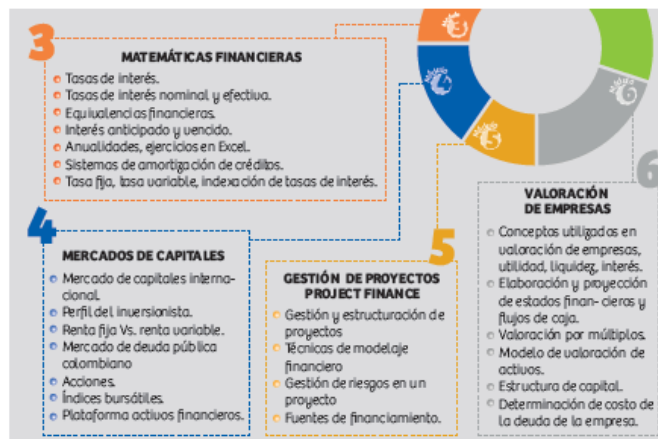 3
MATEMÁTICAS FINANCIERAS
Tasas de interés.
Tasas de interés nominal y efectiva.
Equivalencias financieras.
Interés anticipado y vencido.
Anualidades, ejercicios en Excel.
Sistemas de amortización de créditos.
Tasa fija, tasa variable, indexación de tasas de interés.
4
MERCADOS DE CAPITALES
Mercado de capitales interna-
cional.
Perfil del inversionista.
Renta fija Vs. renta variable.
Mercado de deuda pública
colombiano
Acciones.
Índices bursátiles.
Plataforma activos financieros.
5
GESTIÓN DE PROYECTOS
PROJECT FINANCE
Gestión y estructuración de
proyectos
Técnicas de modelaje
financiero
Gestión de riesgos en un
proyecto
Fuentes de financiamiento.
6
VALORACIÓN
DE EMPRESAS
Conceptos utilizados en
valoración de empresas,
utilidad, liquidez, interés.
Elaboración y proyección
de estados finan- cieros y
flujos de caja.
Valoración por múltiplos.
Modelo de valoración de
activos.
Estructura de capital.
Determinación de costo de
la deuda de la empresa.
3
4
5
6